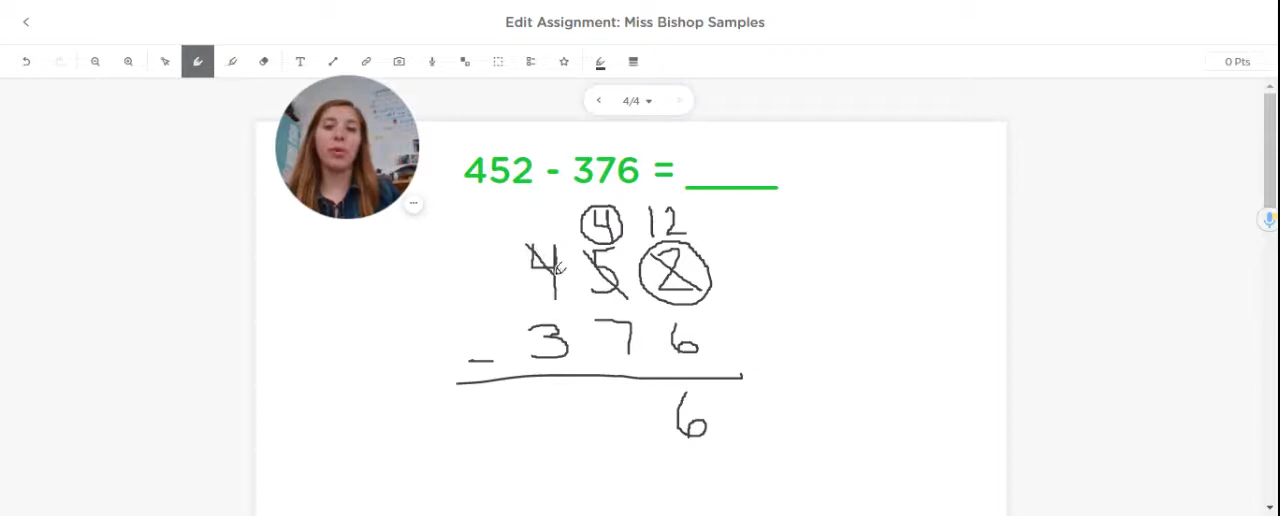 Edit Assignment: Miss Bishop Samples
T
0 Pts
4/4
452 - 376 = ____
4 12
4 5 2
- 3 7 6
6